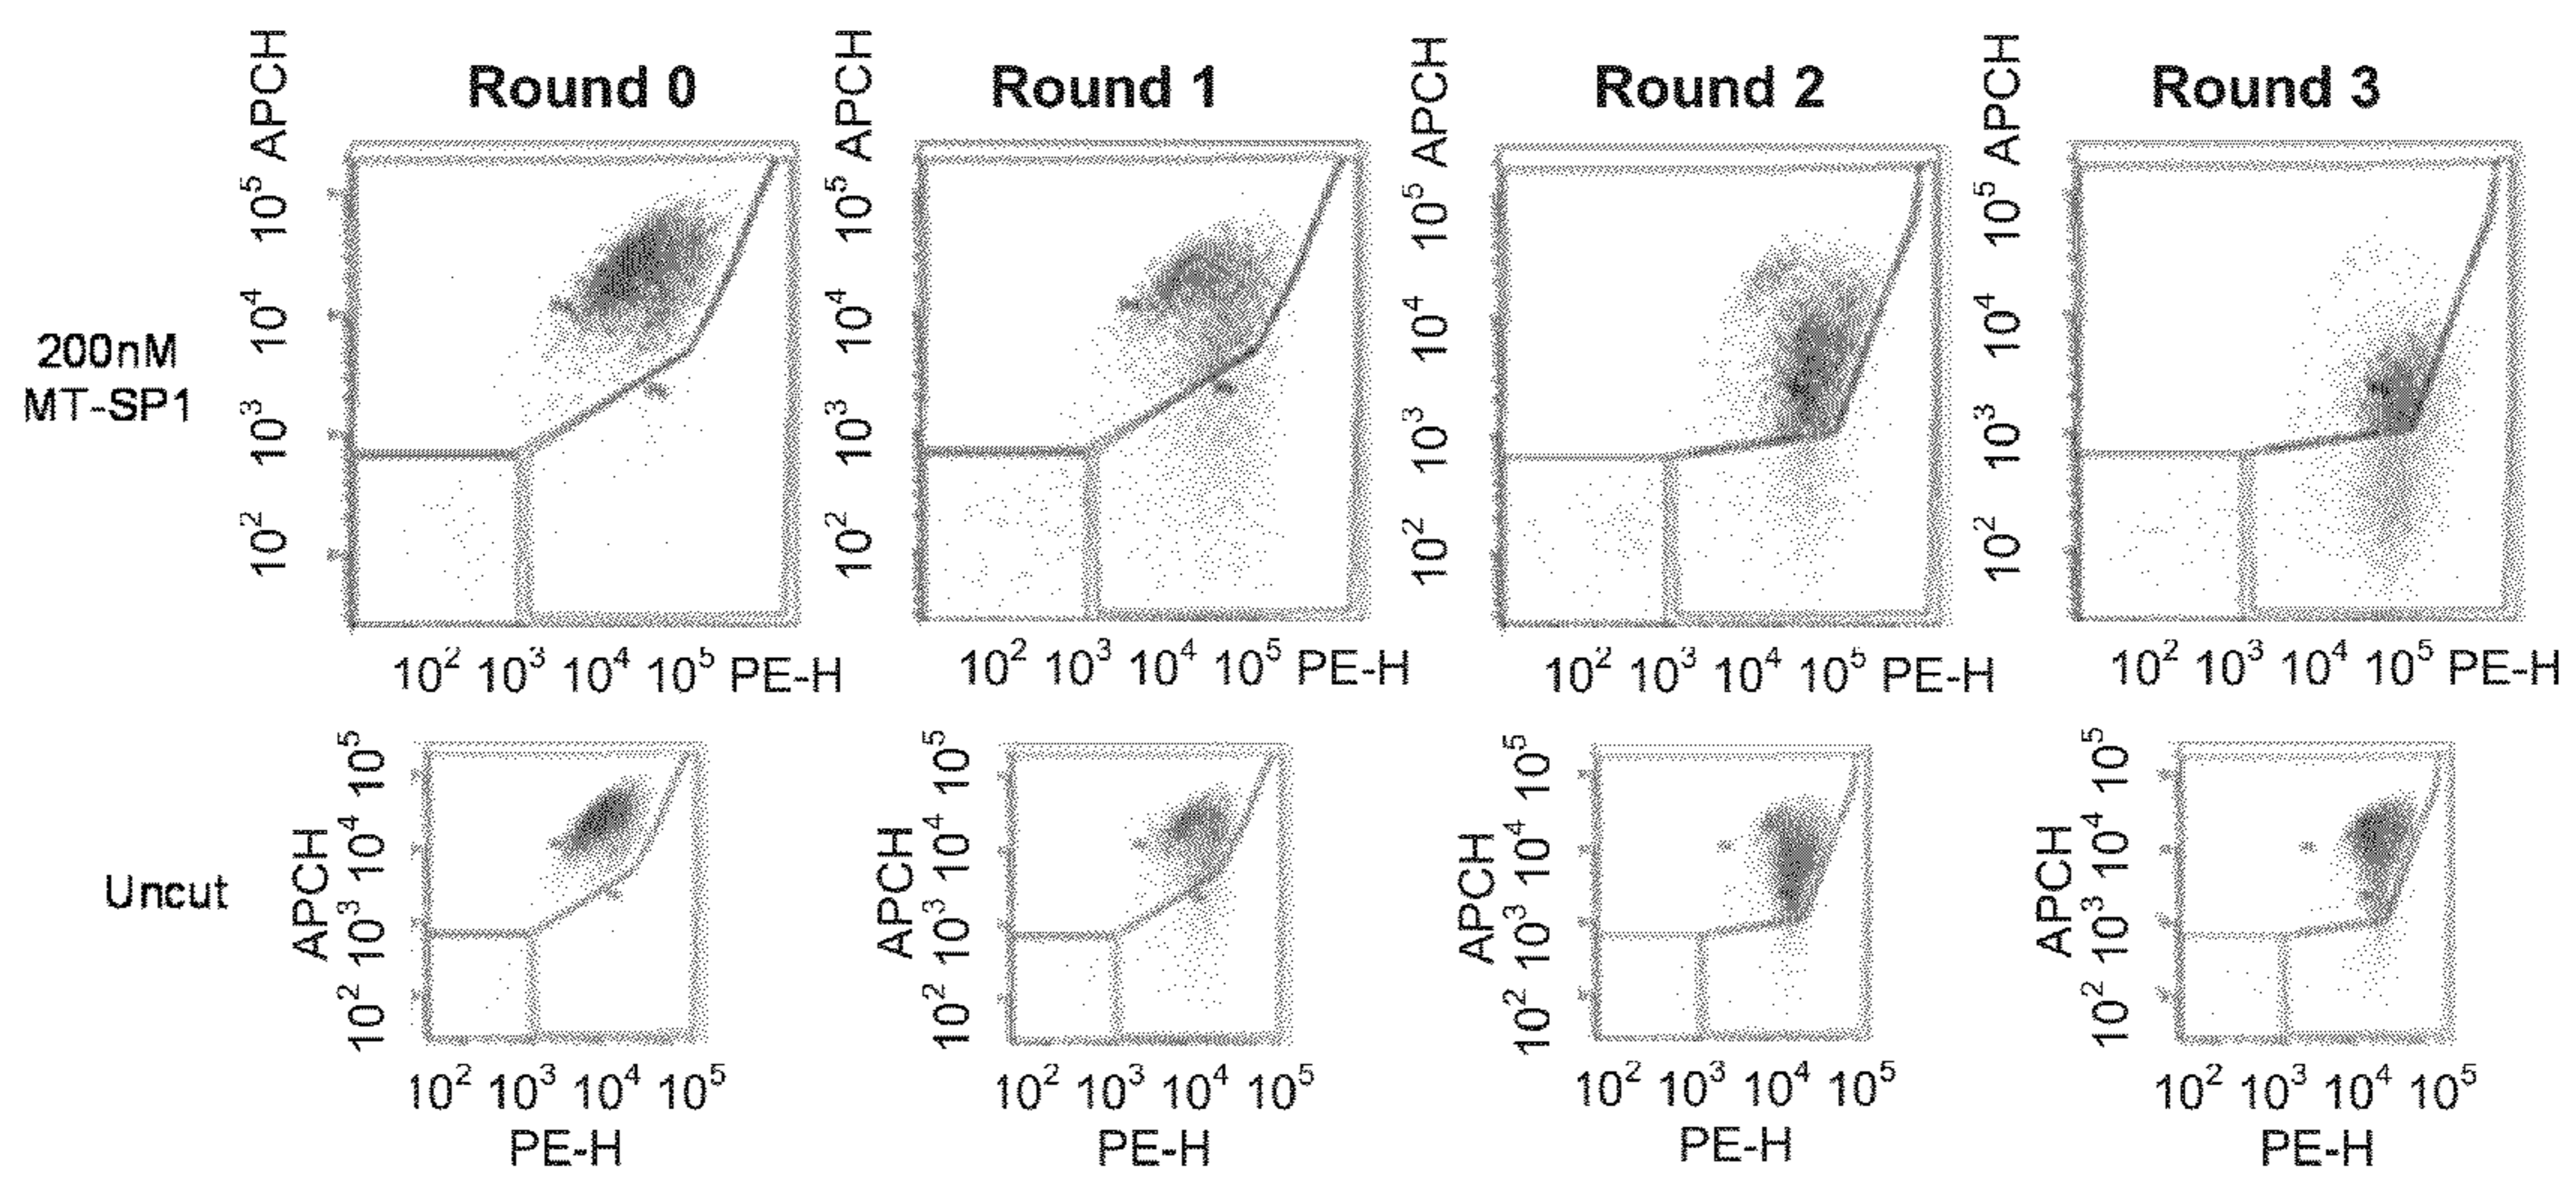 Round 0
Round 1
Round 2
Round 3
200nM
MT-SP1
10² 10³ 10⁴ 10⁵ APCH
10² 10³ 10⁴ 10⁵ PE-H
10² 10³ 10⁴ 10⁵ APCH
10² 10³ 10⁴ 10⁵ PE-H
10² 10³ 10⁴ 10⁵ APCH
10² 10³ 10⁴ 10⁵ PE-H
10² 10³ 10⁴ 10⁵ APCH
10² 10³ 10⁴ 10⁵ PE-H
Uncut
APCH
10² 10³ 10⁴ 10⁵
10² 10³ 10⁴ 10⁵
PE-H
APCH
10² 10³ 10⁴ 10⁵
10² 10³ 10⁴ 10⁵
PE-H
APCH
10² 10³ 10⁴ 10⁵
10² 10³ 10⁴ 10⁵
PE-H
APCH
10² 10³ 10⁴ 10⁵
10² 10³ 10⁴ 10⁵
PE-H